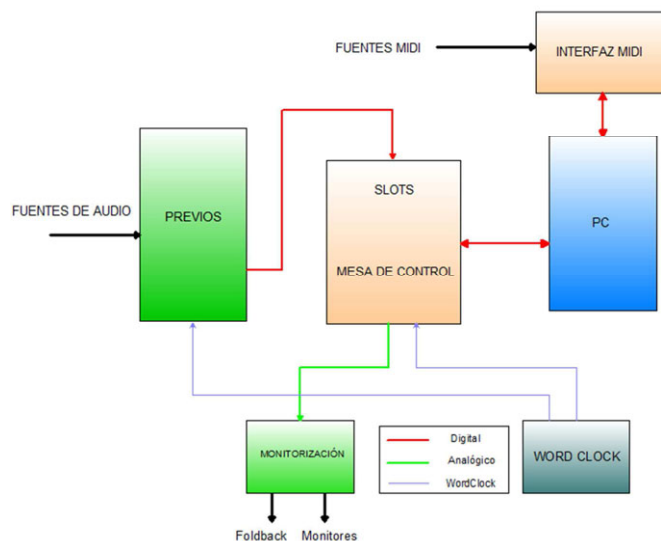 FUENTES MIDI
INTERFAZ MIDI
FUENTES DE AUDIO
PREVIOS
SLOTS
MESA DE CONTROL
PC
MONITORIZACIÓN
Digital
Analógico
WordClock
WORD CLOCK
Foldback
Monitores